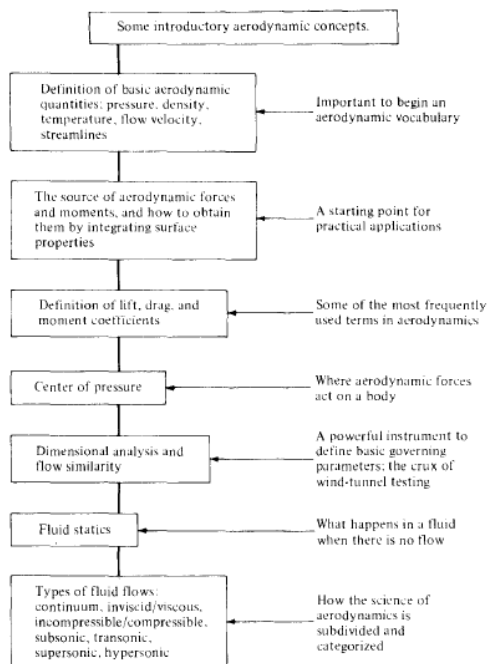 Some introductory aerodynamic concepts.
Definition of basic aerodynamic
quantities: pressure, density,
temperature, flow velocity,
streamlines
Important to begin an
aerodynamic vocabulary
The source of aerodynamic forces
and moments, and how to obtain
them by integrating surface
properties
A starting point for
practical applications
Definition of lift, drag, and
moment coefficients
Some of the most frequently
used terms in aerodynamics
Center of pressure
Where aerodynamic forces
act on a body
Dimensional analysis and
flow similarity
A powerful instrument to
define basic governing
parameters: the crux of
wind-tunnel testing
Fluid statics
What happens in a fluid
when there is no flow
Types of fluid flows:
continuum, inviscid/viscous,
incompressible/compressible,
subsonic, transonic,
supersonic, hypersonic
How the science of
aerodynamics is
subdivided and
categorized